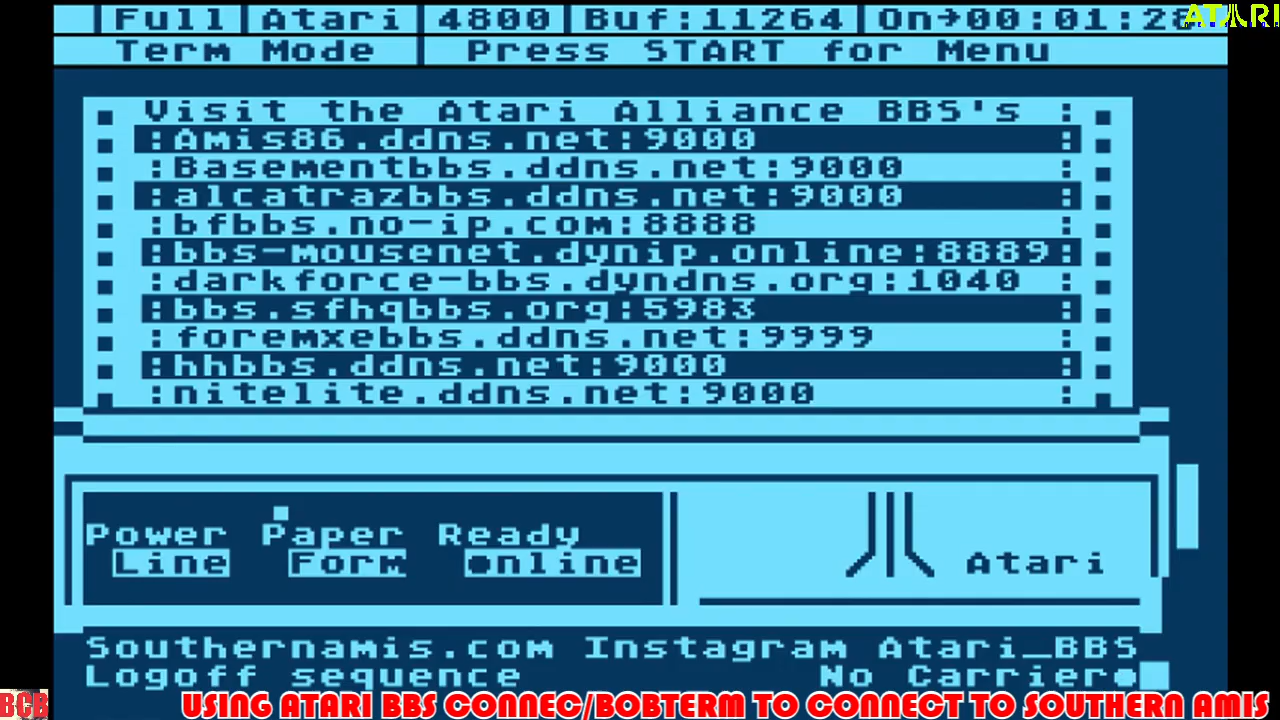 Full Atari 4800 Buf:11264 On→00:01:28
ATARI
Term Mode Press START for Menu
Visit the Atari Alliance BBS's :
:Amis86.ddns.net:9000 :
:Basementbbs.ddns.net:9000 :
:alcatrazbbs.ddns.net:9000 :
:bfbbs.no-ip.com:8888 :
:bbs-mousenet.dynip.online:8889:
:darkforce-bbs.dyndns.org:1040 :
:bbs.sfhqbbs.org:5983 :
:foremxebbs.ddns.net:9999 :
:hhbbs.ddns.net:9000 :
:nitelite.ddns.net:9000 :
Power Paper Ready
Line Form online
Atari
Southernamis.com Instagram Atari_BBS
Logoff sequence No Carrier
BCB
USING ATARI BBS CONNEC/BOBTERM TO CONNECT TO SOUTHERN AMIS